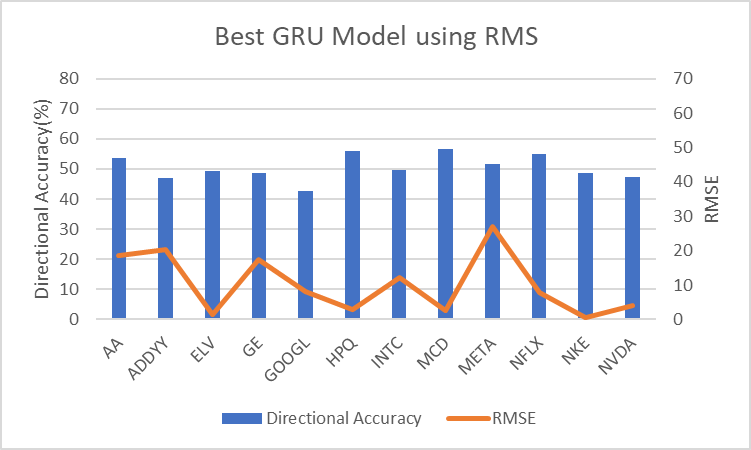 Best GRU Model using RMS
Directional Accuracy(%)
80
70
60
50
40
30
20
10
0
70
60
50
40
30
20
10
0
RMSE
AA
ADDYY
ELV
GE
GOOGL
HPQ
INTC
MCD
META
NFLX
NKE
NVDA
Directional Accuracy
RMSE